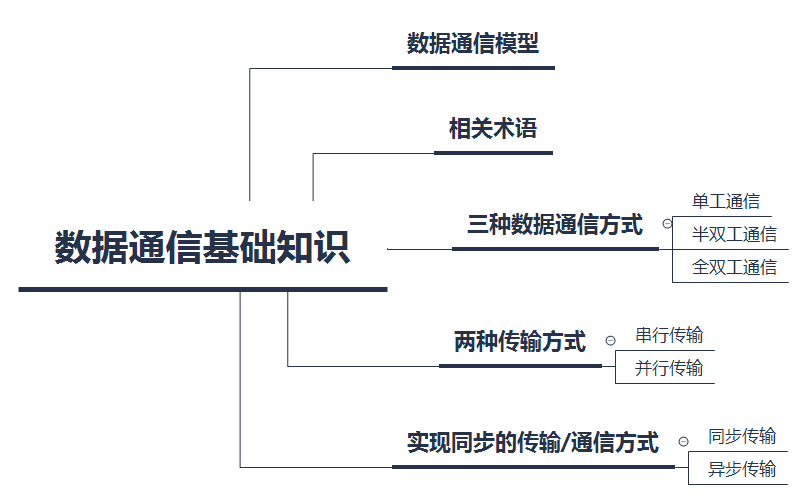 数据通信模型
相关术语
数据通信基础知识
三种数据通信方式
单工通信
半双工通信
全双工通信
两种传输方式
串行传输
并行传输
实现同步的传输/通信方式
同步传输
异步传输